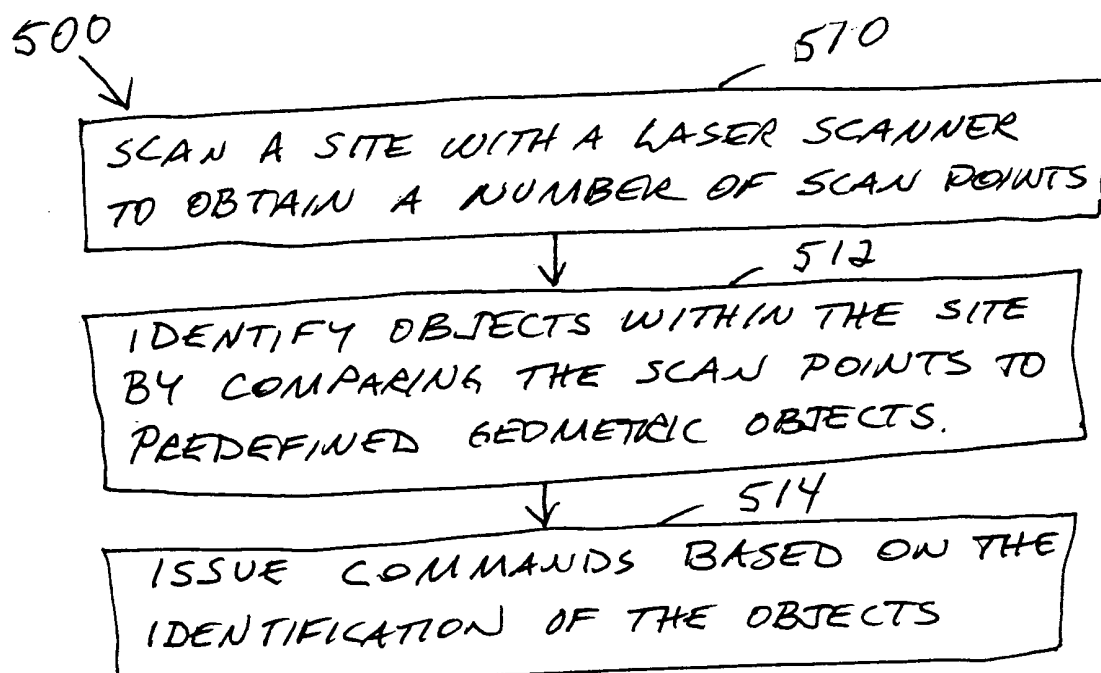 500
510
SCAN A SITE WITH A LASER SCANNER
TO OBTAIN A NUMBER OF SCAN POINTS
512
IDENTIFY OBJECTS WITHIN THE SITE
BY COMPARING THE SCAN POINTS TO
PREDEFINED GEOMETRIC OBJECTS.
514
ISSUE COMMANDS BASED ON THE
IDENTIFICATION OF THE OBJECTS